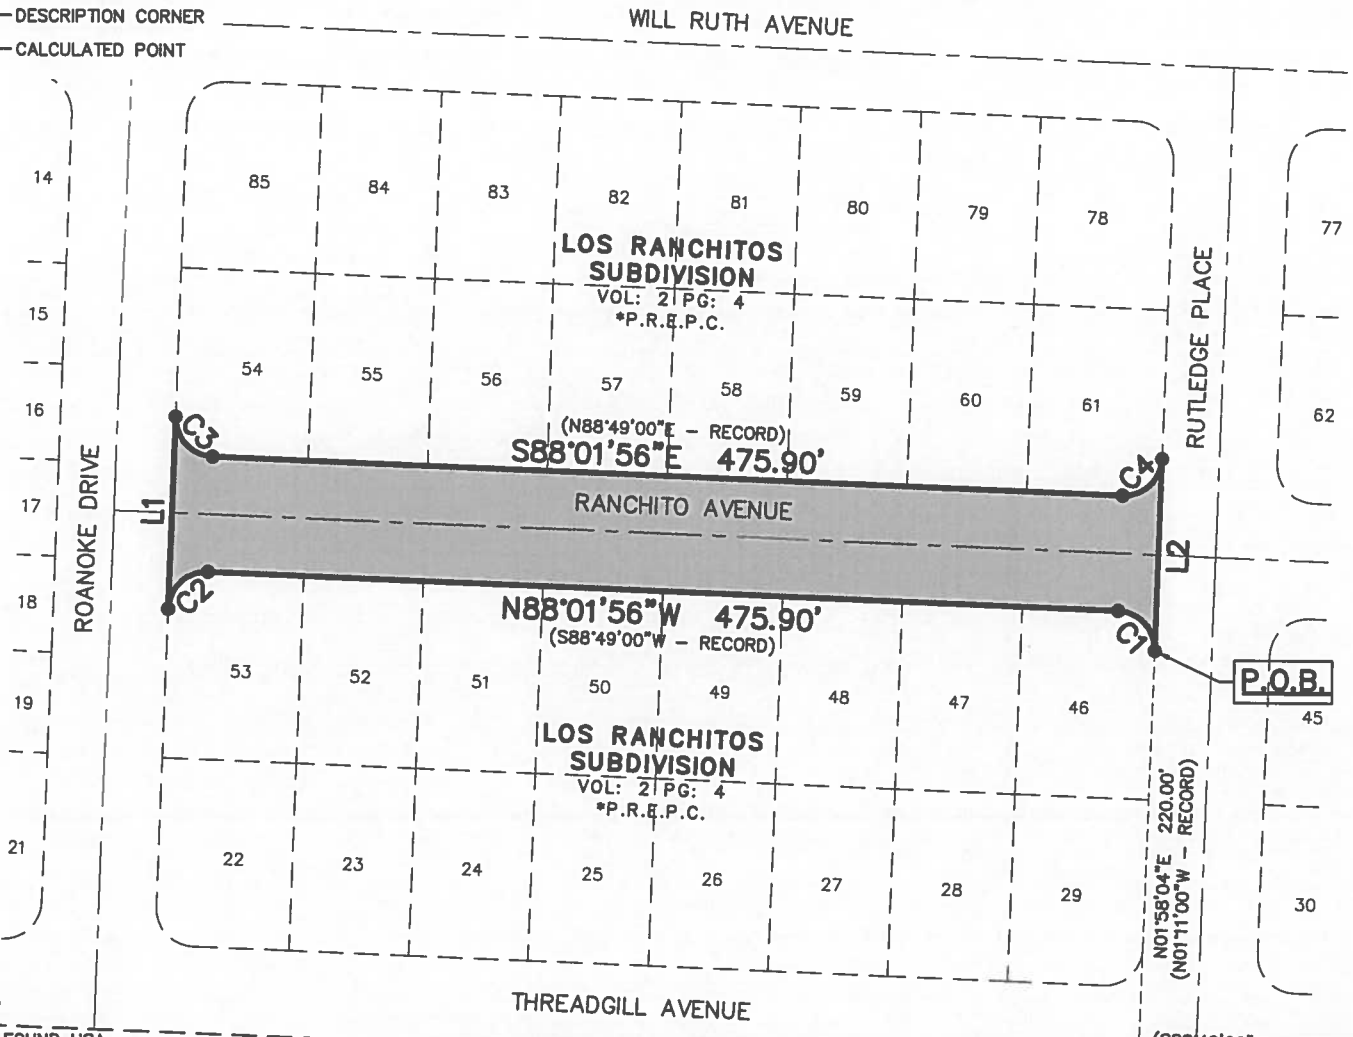 DESCRIPTION CORNER
CALCULATED POINT
WILL RUTH AVENUE
14
85
84
83
82
81
80
79
78
77
LOS RANCHITOS
SUBDIVISION
VOL: 2 PG: 4
*P.R.E.P.C.
15
16
17
18
19
21
ROANOKE DRIVE
RUTLEDGE PLACE
54
55
56
57
58
59
60
61
62
(N88°49'00"E - RECORD)
S88°01'56"E 475.90'
C3
C4
L1
RANCHITO AVENUE
L2
C2
C1
N88°01'56"W 475.90'
(S88°49'00"W - RECORD)
P.O.B.
53
52
51
50
49
48
47
46
45
LOS RANCHITOS
SUBDIVISION
VOL: 2 PG: 4
*P.R.E.P.C.
22
23
24
25
26
27
28
29
30
N01°58'04"E 220.00'
(N01°11'00"W - RECORD)
THREADGILL AVENUE